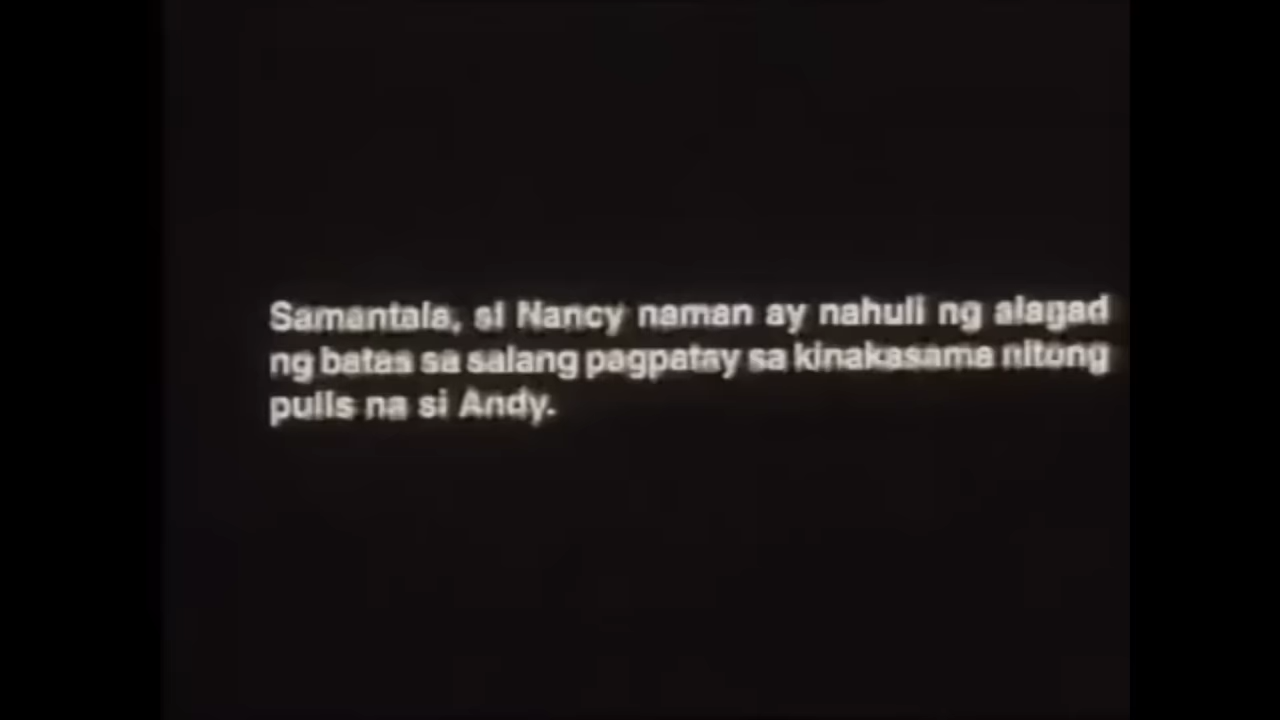 Samantala, si Nancy naman ay nahuli ng alagad
ng batas sa salang pagpatay sa kinakasama nitong
pulis na si Andy.